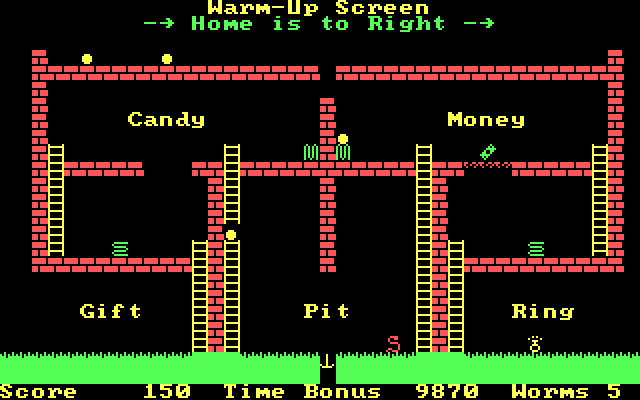 Warm-Up Screen
--> Home is to Right -->
Candy Money
Gift Pit Ring
Score 150 Time Bonus 9870 Worms 5